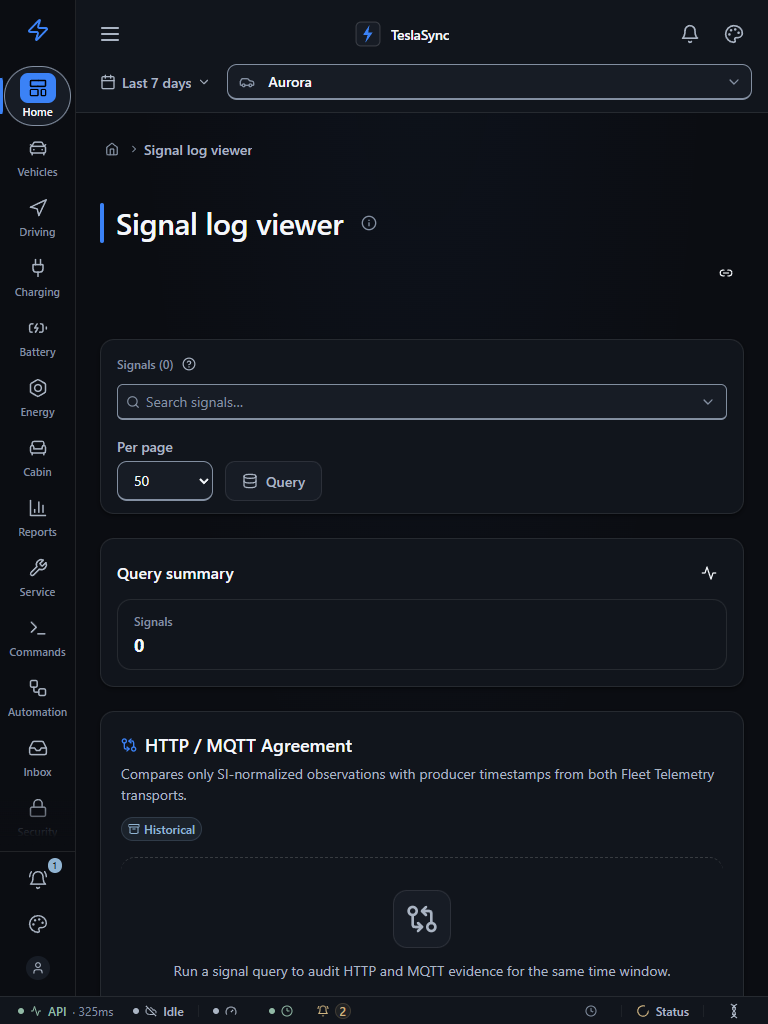 TeslaSync
Last 7 days
Aurora
Home
Vehicles
Driving
Charging
Battery
Energy
Cabin
Reports
Service
Commands
Automation
Inbox
Security
1
Signal log viewer
Signal log viewer
Signals (0)
Search signals...
Per page
50
Query
Query summary
Signals
0
HTTP / MQTT Agreement
Compares only SI-normalized observations with producer timestamps from both Fleet Telemetry
transports.
Historical
Run a signal query to audit HTTP and MQTT evidence for the same time window.
API · 325ms
Idle
2
Status